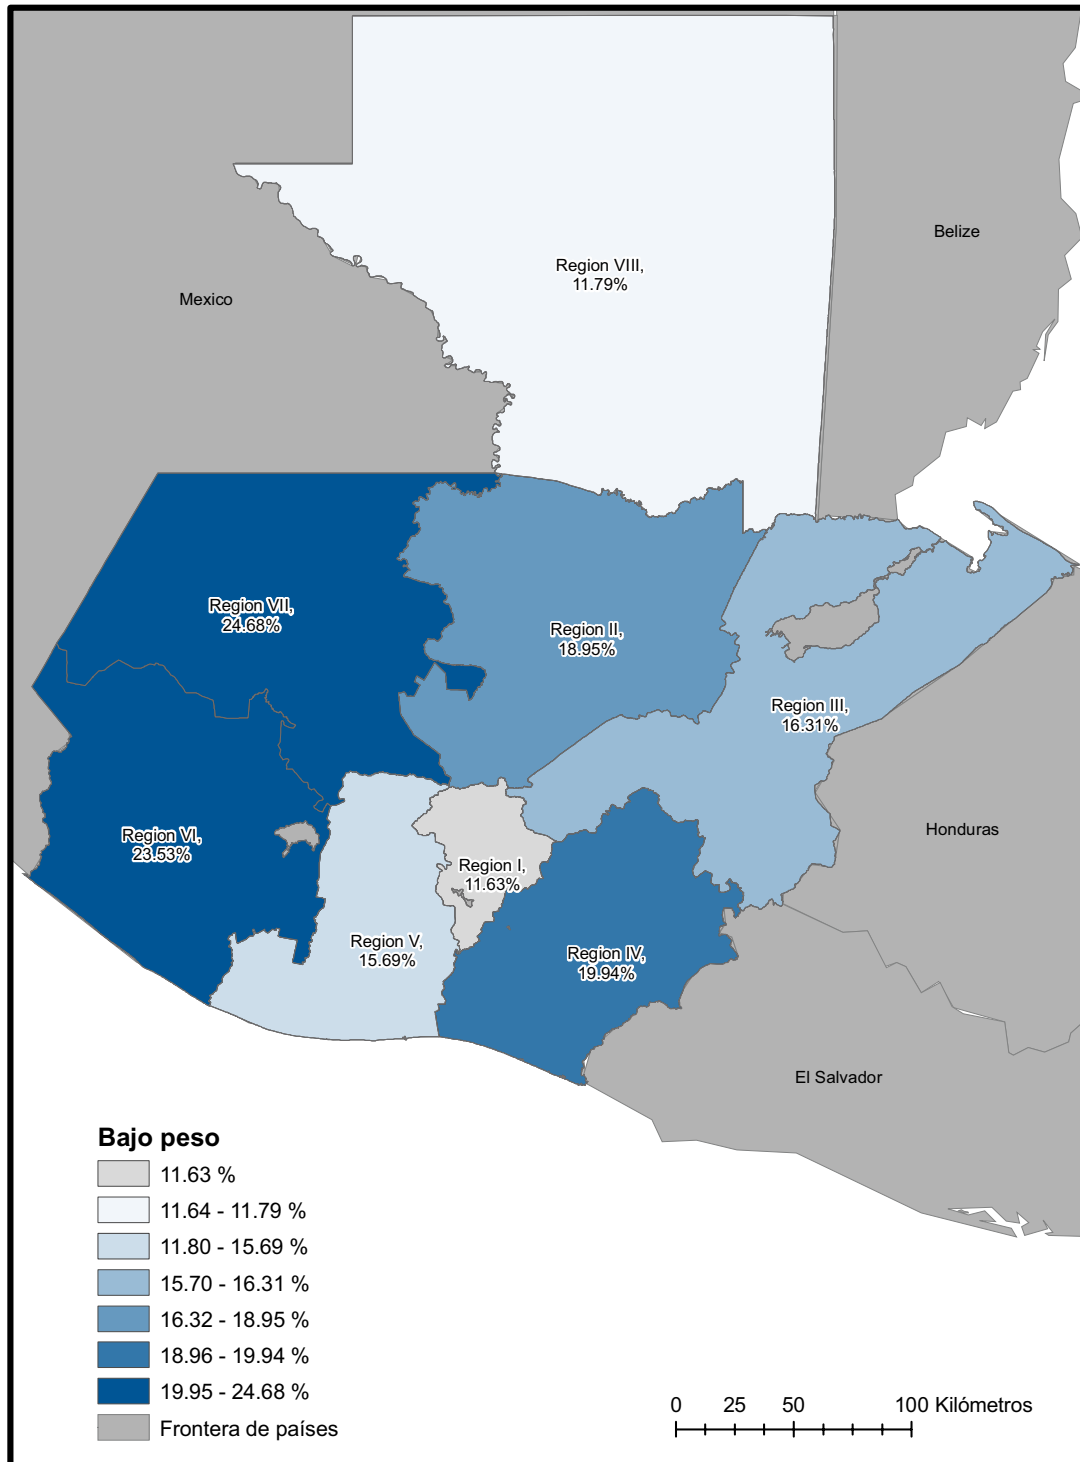 Belize
Region VIII,
11.79%
Mexico
Region VII,
24.68%
Region II,
18.95%
Region III,
16.31%
Region VI,
23.53%
Region I,
11.63%
Honduras
Region V,
15.69%
Region IV,
19.94%
El Salvador
Bajo peso
11.63 %
11.64 - 11.79 %
11.80 - 15.69 %
15.70 - 16.31 %
16.32 - 18.95 %
18.96 - 19.94 %
19.95 - 24.68 %
Frontera de países
0 25 50 100 Kilómetros